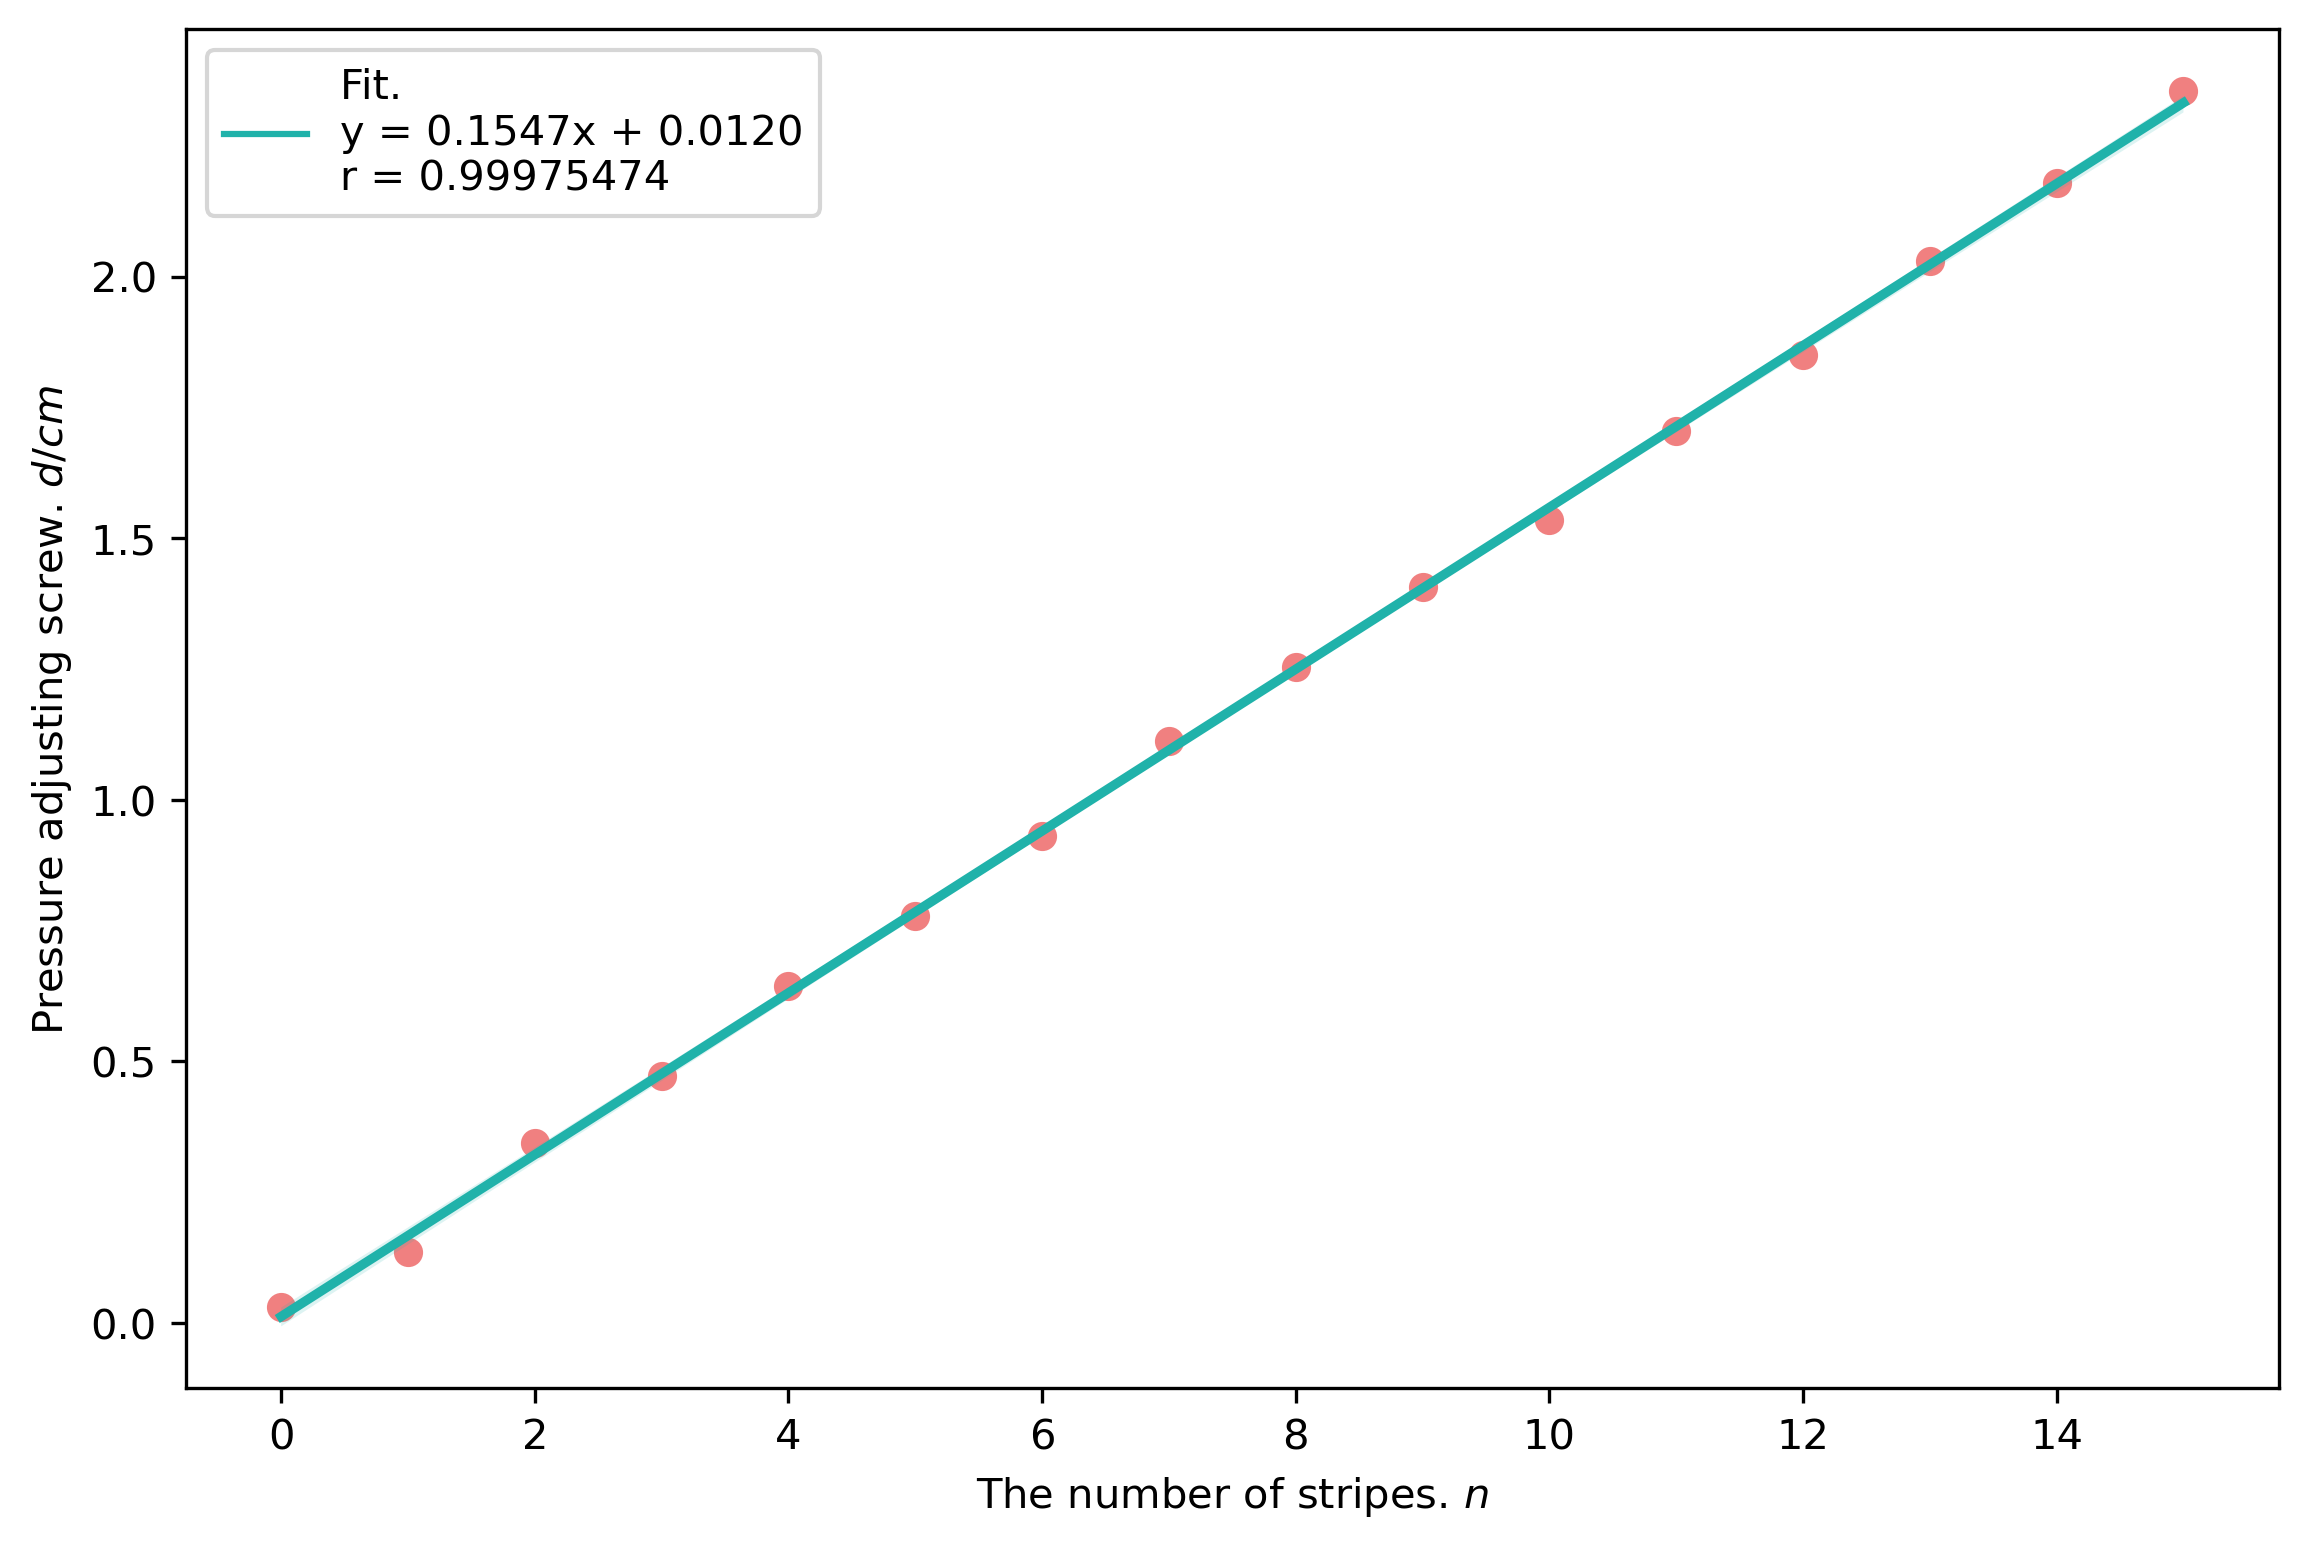 Fit.
y = 0.1547x + 0.0120
r = 0.99975474
Pressure adjusting screw. d/cm
2.0
1.5
1.0
0.5
0.0
0 2 4 6 8 10 12 14
The number of stripes. n